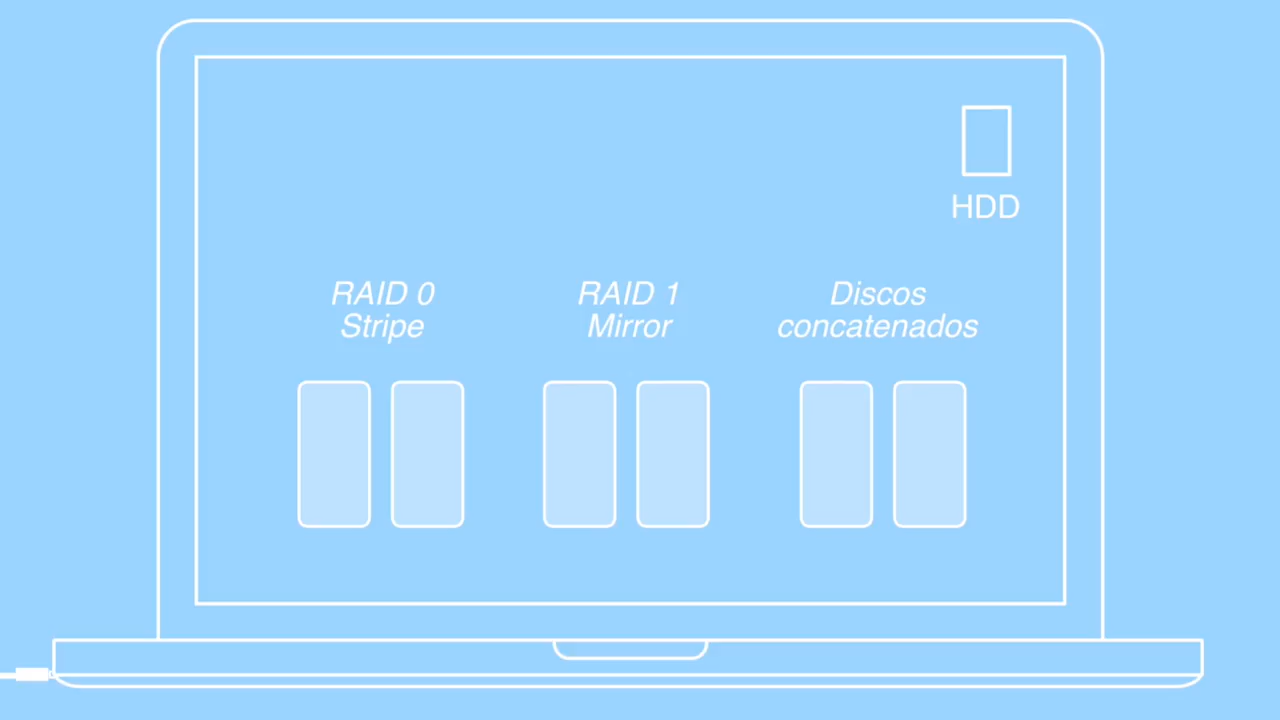 HDD
RAID 0
Stripe
RAID 1
Mirror
Discos
concatenados